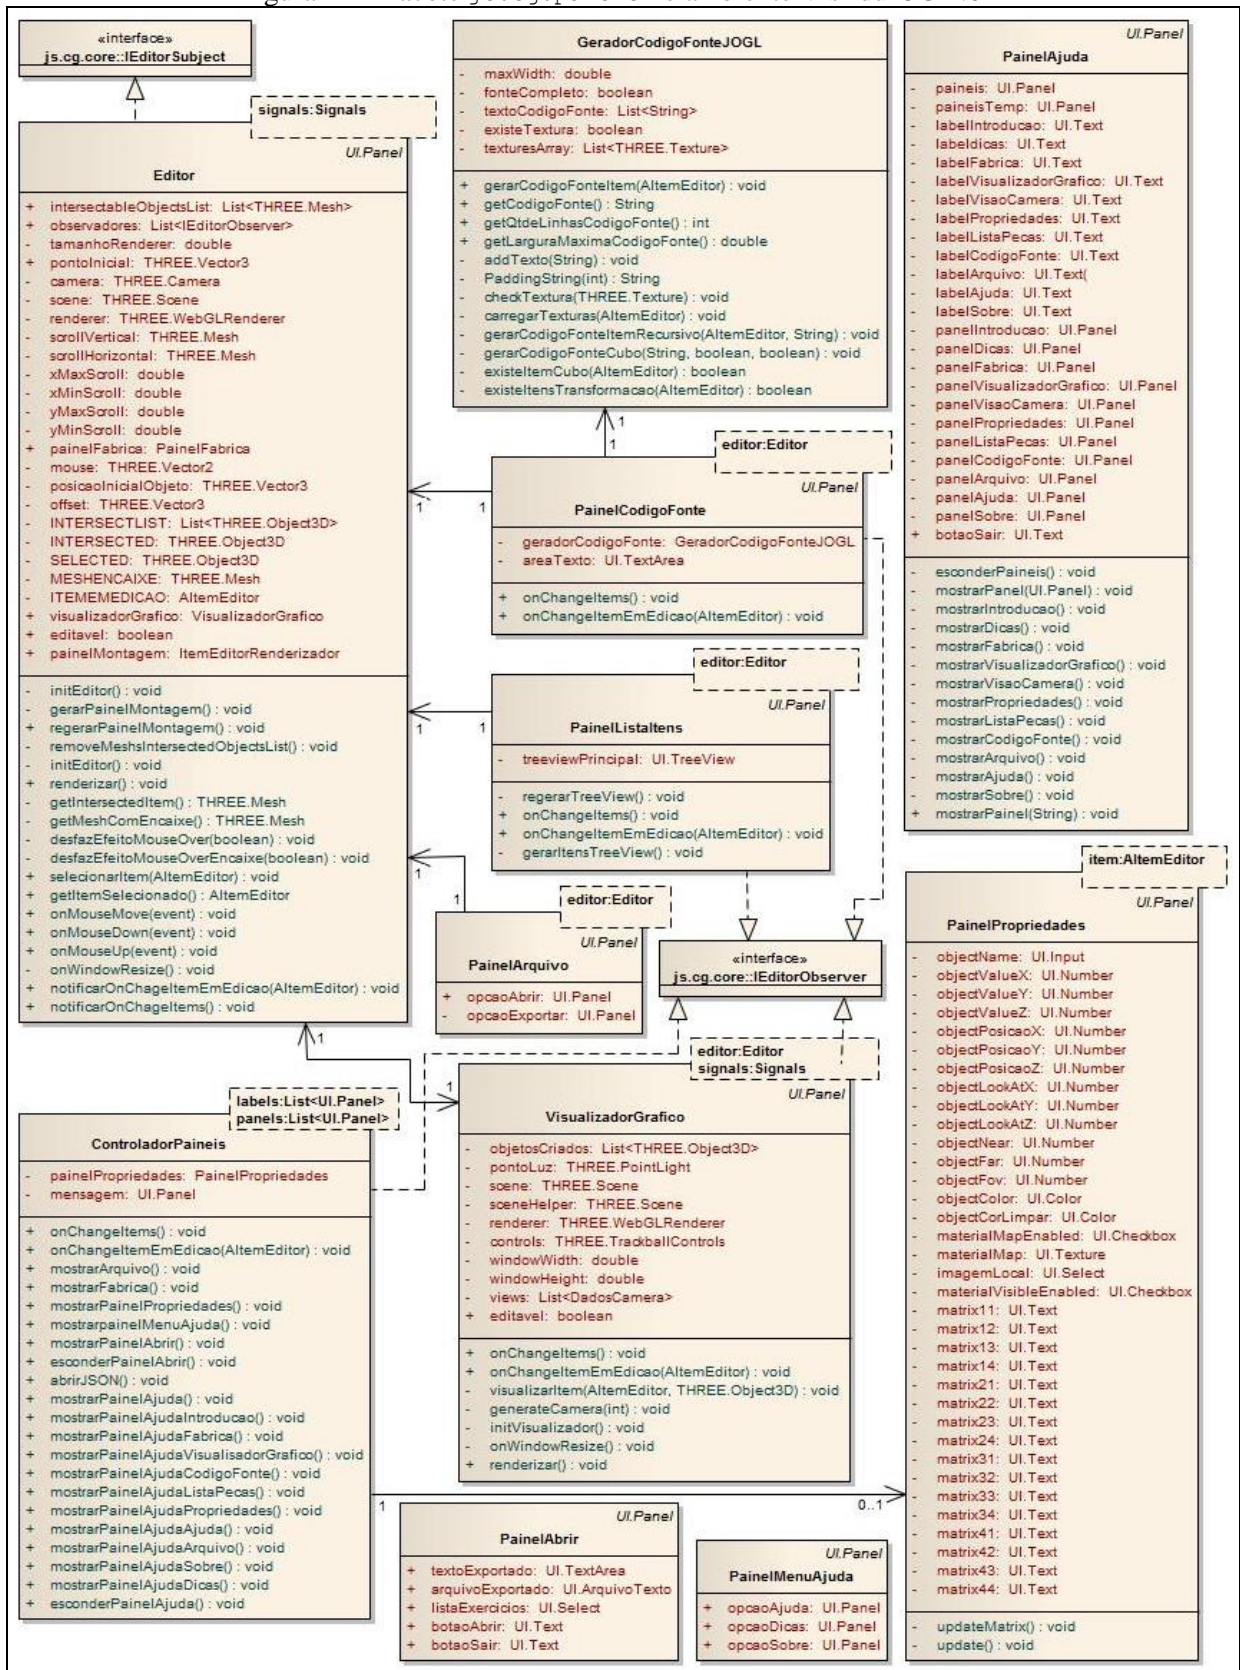 «interface»
js.cg.core::IEditorSubject
signals:Signals
UI.Panel
Editor
+ intersectableObjectsList: List<THREE.Mesh>
+ observadores: List<IEditorObserver>
- tamanhoRenderer: double
+ pontoInicial: THREE.Vector3
- camera: THREE.Camera
- scene: THREE.Scene
- renderer: THREE.WebGLRenderer
- scrollVertical: THREE.Mesh
- scrollHorizontal: THREE.Mesh
- xMaxScroll: double
- xMinScroll: double
- yMaxScroll: double
- yMinScroll: double
+ painelFabrica: PainelFabrica
- mouse: THREE.Vector2
- posicaoInicialObjeto: THREE.Vector3
- offset: THREE.Vector3
- INTERSECTLIST: List<THREE.Object3D>
- INTERSECTED: THREE.Object3D
- SELECTED: THREE.Object3D
- MESHENCAIXE: THREE.Mesh
- ITEMEMEDICAO: AItemEditor
+ visualizadorGrafico: VisualizadorGrafico
+ editavel: boolean
+ painelMontagem: ItemEditorRenderizador
- initEditor() : void
- gerarPainelMontagem() : void
+ regerarPainelMontagem() : void
- removeMeshsIntersectedObjectsList() : void
- initEditor() : void
+ renderizar() : void
- getIntersectedItem() : THREE.Mesh
- getMeshComEncaixe() : THREE.Mesh
- desfazEfeitoMouseOver(boolean) : void
- desfazEfeitoMouseOverEncaixe(boolean) : void
+ selecionarItem(AItemEditor) : void
+ getItemSelecionado() : AItemEditor
+ onMouseMove(event) : void
+ onMouseDown(event) : void
+ onMouseUp(event) : void
- onWindowResize() : void
+ notificarOnChageItemEmEdicao(AItemEditor) : void
+ notificarOnChageItems() : void
GeradorCodigoFonteJOGL
- maxWidth: double
- fonteCompleto: boolean
- textoCodigoFonte: List<String>
- existeTextura: boolean
- texturesArray: List<THREE.Texture>
+ gerarCodigoFonteItem(AItemEditor) : void
+ getCodigoFonte() : String
+ getQtdeLinhasCodigoFonte() : int
+ getLarguraMaximaCodigoFonte() : double
- addTexto(String) : void
- PaddingString(int) : String
- checkTextura(THREE.Texture) : void
- carregarTexturas(AItemEditor) : void
- gerarCodigoFonteItemRecursivo(AItemEditor, String) : void
- gerarCodigoFonteCubo(String, boolean, boolean) : void
- existeItemCubo(AItemEditor) : boolean
- existeItensTransformacao(AItemEditor) : boolean
1
1
editor:Editor
UI.Panel
PainelCodigoFonte
- geradorCodigoFonte: GeradorCodigoFonteJOGL
- areaTexto: UI.TextArea
+ onChangeItems() : void
+ onChangeItemEmEdicao(AItemEditor) : void
1
1
editor:Editor
UI.Panel
PainelListaItens
- treeviewPrincipal: UI.TreeView
- regerarTreeView() : void
+ onChangeItems() : void
+ onChangeItemEmEdicao(AItemEditor) : void
- gerarItensTreeView() : void
1
1
editor:Editor
UI.Panel
PainelArquivo
+ opcaoAbrir: UI.Panel
- opcaoExportar: UI.Panel
1
1
«interface»
js.cg.core::IEditorObserver
PainelAjuda
UI.Panel
- paineis: UI.Panel
- paineisTemp: UI.Panel
- labelIntroducao: UI.Text
- labeldicas: UI.Text
- labelFabrica: UI.Text
- labelVisualizadorGrafico: UI.Text
- labelVisaoCamera: UI.Text
- labelPropriedades: UI.Text
- labelListaPecas: UI.Text
- labelCodigoFonte: UI.Text
- labelArquivo: UI.Text(
- labelAjuda: UI.Text
- labelSobre: UI.Text
- panelIntroducao: UI.Panel
- panelDicas: UI.Panel
- panelFabrica: UI.Panel
- panelVisualizadorGrafico: UI.Panel
- panelVisaoCamera: UI.Panel
- panelPropriedades: UI.Panel
- panelListaPecas: UI.Panel
- panelCodigoFonte: UI.Panel
- panelArquivo: UI.Panel
- panelAjuda: UI.Panel
- panelSobre: UI.Panel
+ botaoSair: UI.Text
- esconderPaineis() : void
- mostrarPanel(UI.Panel) : void
- mostrarIntroducao() : void
- mostrarDicas() : void
- mostrarFabrica() : void
- mostrarVisualizadorGrafico() : void
- mostrarVisaoCamera() : void
- mostrarPropriedades() : void
- mostrarListaPecas() : void
- mostrarCodigoFonte() : void
- mostrarArquivo() : void
- mostrarAjuda() : void
- mostrarSobre() : void
+ mostrarPainel(String) : void
item:AItemEditor
UI.Panel
PainelPropriedades
- objectName: UI.Input
- objectValueX: UI.Number
- objectValueY: UI.Number
- objectValueZ: UI.Number
- objectPosicaoX: UI.Number
- objectPosicaoY: UI.Number
- objectPosicaoZ: UI.Number
- objectLookAtX: UI.Number
- objectLookAtY: UI.Number
- objectLookAtZ: UI.Number
- objectNear: UI.Number
- objectFar: UI.Number
- objectFov: UI.Number
- objectColor: UI.Color
- objectCorLimpar: UI.Color
- materialMapEnabled: UI.Checkbox
- materialMap: UI.Texture
- imagemLocal: UI.Select
- materialVisibleEnabled: UI.Checkbox
- matrix11: UI.Text
- matrix12: UI.Text
- matrix13: UI.Text
- matrix14: UI.Text
- matrix21: UI.Text
- matrix22: UI.Text
- matrix23: UI.Text
- matrix24: UI.Text
- matrix31: UI.Text
- matrix32: UI.Text
- matrix33: UI.Text
- matrix34: UI.Text
- matrix41: UI.Text
- matrix42: UI.Text
- matrix43: UI.Text
- matrix44: UI.Text
- updateMatrix() : void
- update() : void
labels:List<UI.Panel>
panels:List<UI.Panel>
ControladorPaineis
- painelPropriedades: PainelPropriedades
- mensagem: UI.Panel
+ onChangeItems() : void
+ onChangeItemEmEdicao(AItemEditor) : void
+ mostrarArquivo() : void
+ mostrarFabrica() : void
+ mostrarPainelPropriedades() : void
+ mostrarpainelMenuAjuda() : void
+ mostrarPainelAbrir() : void
+ esconderPainelAbrir() : void
+ abrirJSON() : void
+ mostrarPainelAjuda() : void
+ mostrarPainelAjudaIntroducao() : void
+ mostrarPainelAjudaFabrica() : void
+ mostrarPainelAjudaVisualisadorGrafico() : void
+ mostrarPainelAjudaCodigoFonte() : void
+ mostrarPainelAjudaListaPecas() : void
+ mostrarPainelAjudaPropriedades() : void
+ mostrarPainelAjudaAjuda() : void
+ mostrarPainelAjudaArquivo() : void
+ mostrarPainelAjudaSobre() : void
+ mostrarPainelAjudaDicas() : void
+ esconderPainelAjuda() : void
1
1
editor:Editor
signals:Signals
UI.Panel
VisualizadorGrafico
- objetosCriados: List<THREE.Object3D>
- pontoLuz: THREE.PointLight
- scene: THREE.Scene
- sceneHelper: THREE.Scene
- renderer: THREE.WebGLRenderer
- controls: THREE.TrackballControls
- windowWidth: double
- windowHeight: double
- views: List<DadosCamera>
+ editavel: boolean
+ onChangeItems() : void
+ onChangeItemEmEdicao(AItemEditor) : void
- visualizarItem(AItemEditor, THREE.Object3D) : void
- generateCamera(int) : void
- initVisualizador() : void
- onWindowResize() : void
+ renderizar() : void
1
0..1
UI.Panel
PainelAbrir
+ textoExportado: UI.TextArea
+ arquivoExportado: UI.ArquivoTexto
+ listaExercicios: UI.Select
+ botaoAbrir: UI.Text
+ botaoSair: UI.Text
UI.Panel
PainelMenuAjuda
+ opcaoAjuda: UI.Panel
+ opcaoDicas: UI.Panel
+ opcaoSobre: UI.Panel